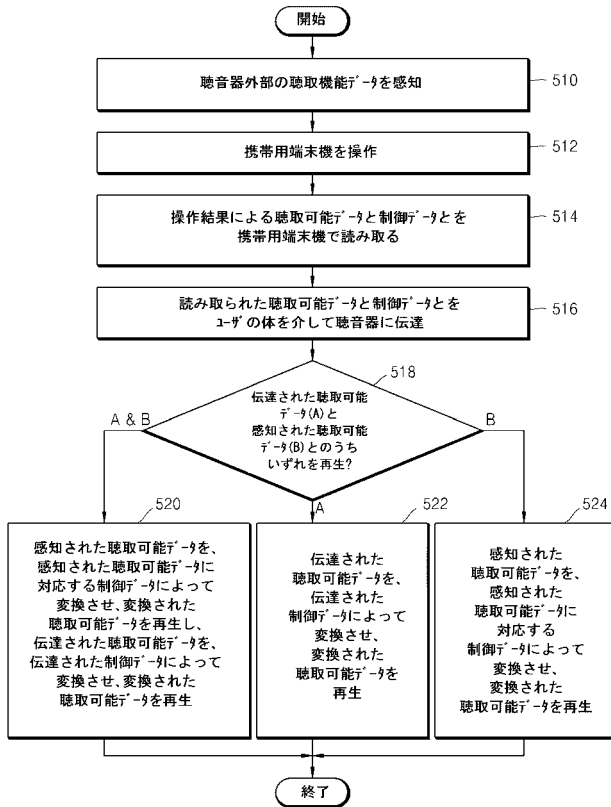 開始
聴音器外部の聴取機能データを感知
510
携帯用端末機を操作
512
操作結果による聴取可能データと制御データとを
携帯用端末機で読み取る
514
読み取られた聴取可能データと制御データとを
ユーザの体を介して聴音器に伝達
516
518
伝達された聴取可能
データ(A)と
感知された聴取可能
データ(B)とのうち
いずれを再生?
A & B
B
A
520
感知された聴取可能データを、
感知された聴取可能データに
対応する制御データによって
変換させ、変換された
聴取可能データを再生し、
伝達された聴取可能データを、
伝達された制御データによって
変換させ、変換された
聴取可能データを再生
522
伝達された
聴取可能データを、
伝達された
制御データによって
変換させ、
変換された
聴取可能データを
再生
524
感知された
聴取可能データを、
感知された
聴取可能データに
対応する
制御データによって
変換させ、
変換された
聴取可能データを再生
終了